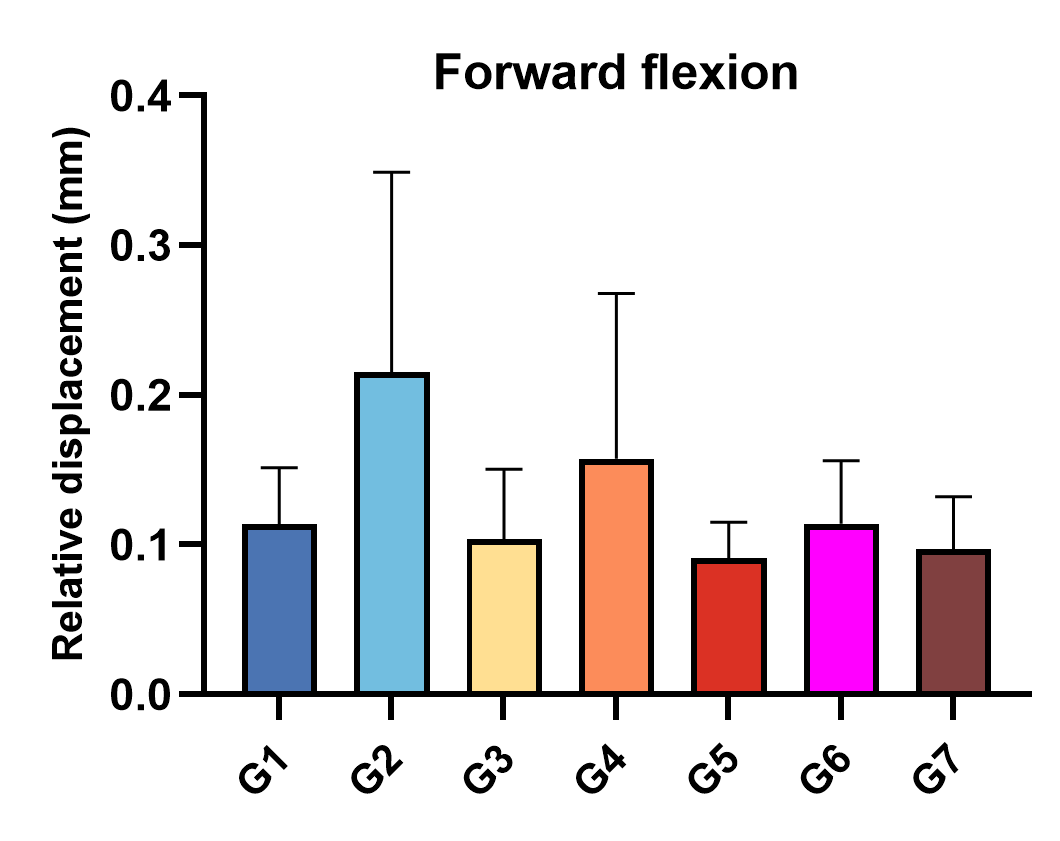 Forward flexion
Relative displacement (mm)
0.4
0.3
0.2
0.1
0.0
G1
G2
G3
G4
G5
G6
G7